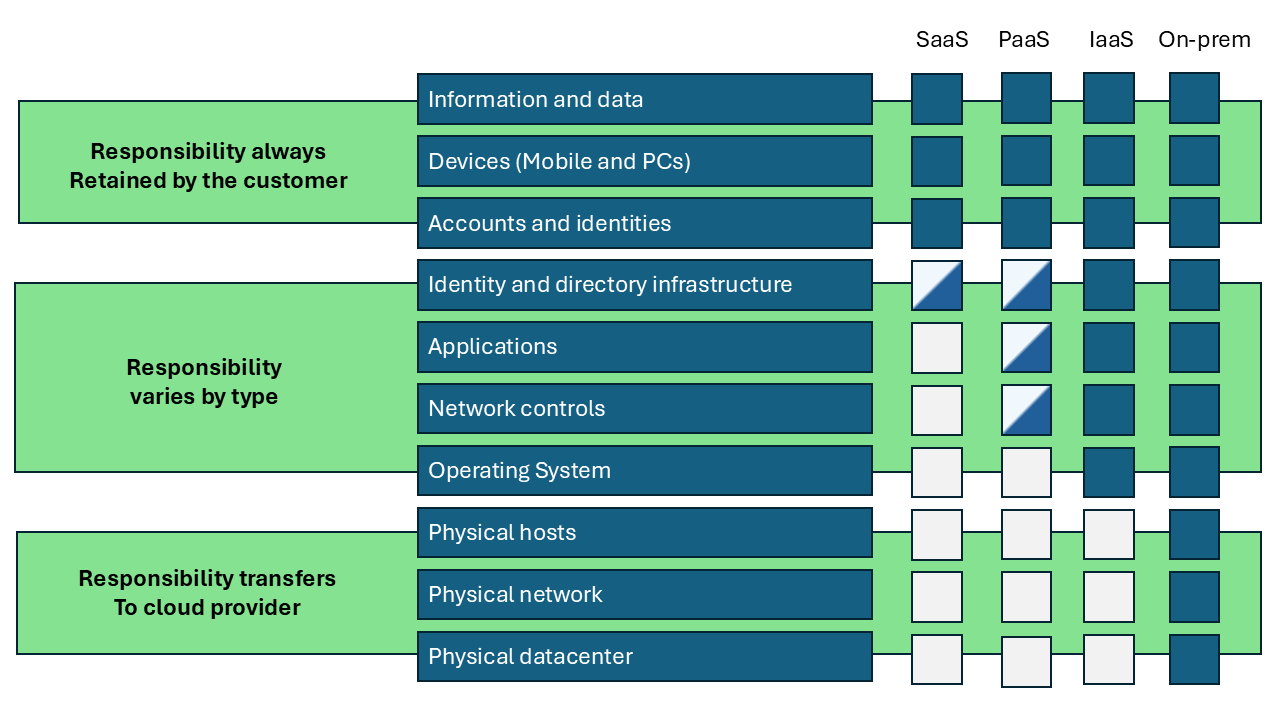 SaaS PaaS IaaS On-prem
Information and data
Devices (Mobile and PCs)
Accounts and identities
Responsibility always
Retained by the customer
Identity and directory infrastructure
Applications
Network controls
Operating System
Responsibility
varies by type
Physical hosts
Physical network
Physical datacenter
Responsibility transfers
To cloud provider